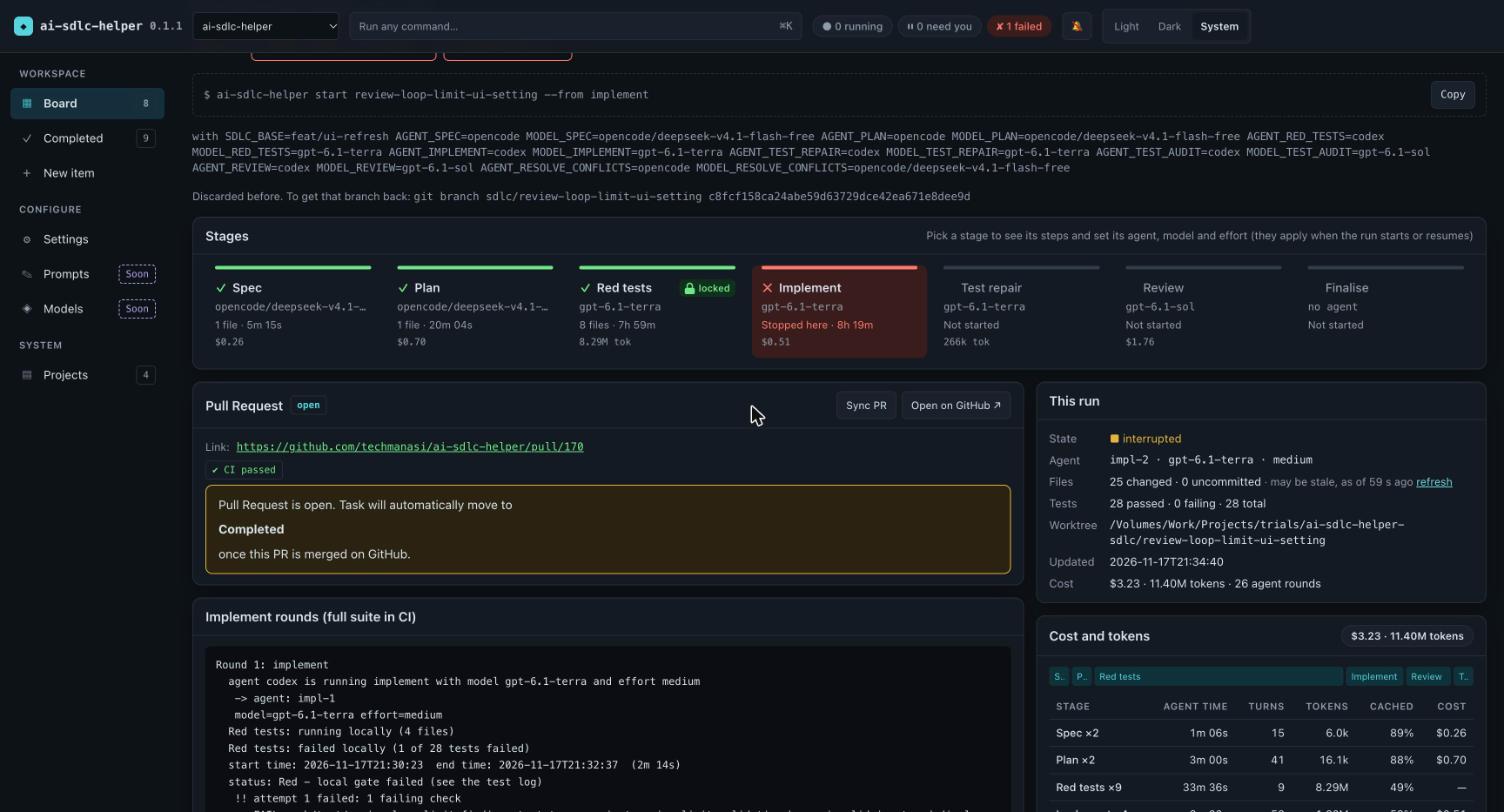 ai-sdlc-helper 0.1.1
ai-sdlc-helper
Run any command...
⌘K
0 running
0 need you
✘ 1 failed
Light
Dark
System
WORKSPACE
Board 8
Completed 9
New item
CONFIGURE
Settings
Prompts Soon
Models Soon
SYSTEM
Projects 4
$ ai-sdlc-helper start review-loop-limit-ui-setting --from implement
Copy
with SDLC_BASE=feat/ui-refresh AGENT_SPEC=opencode MODEL_SPEC=opencode/deepseek-v4.1-flash-free AGENT_PLAN=opencode MODEL_PLAN=opencode/deepseek-v4.1-flash-free AGENT_RED_TESTS=codex
MODEL_RED_TESTS=gpt-6.1-terra AGENT_IMPLEMENT=codex MODEL_IMPLEMENT=gpt-6.1-terra AGENT_TEST_REPAIR=codex MODEL_TEST_REPAIR=gpt-6.1-terra AGENT_TEST_AUDIT=codex MODEL_TEST_AUDIT=gpt-6.1-sol
AGENT_REVIEW=codex MODEL_REVIEW=gpt-6.1-sol AGENT_RESOLVE_CONFLICTS=opencode MODEL_RESOLVE_CONFLICTS=opencode/deepseek-v4.1-flash-free
Discarded before. To get that branch back: git branch sdlc/review-loop-limit-ui-setting c8fcf158ca24abe59d63729dce42ea671e8dee9d
Stages
Pick a stage to see its steps and set its agent, model and effort (they apply when the run starts or resumes)
✓ Spec
opencode/deepseek-v4.1-…
1 file · 5m 15s
$0.26
✓ Plan
opencode/deepseek-v4.1-…
1 file · 20m 04s
$0.70
✓ Red tests locked
gpt-6.1-terra
8 files · 7h 59m
8.29M tok
✕ Implement
gpt-6.1-terra
Stopped here · 8h 19m
$0.51
Test repair
gpt-6.1-terra
Not started
266k tok
Review
gpt-6.1-sol
Not started
$1.76
Finalise
no agent
Not started
Pull Request open
Sync PR
Open on GitHub ↗
Link: https://github.com/techmanasi/ai-sdlc-helper/pull/170
✔ CI passed
Pull Request is open. Task will automatically move to
Completed
once this PR is merged on GitHub.
Implement rounds (full suite in CI)
Round 1: implement
agent codex is running implement with model gpt-6.1-terra and effort medium
-> agent: impl-1
model=gpt-6.1-terra effort=medium
Red tests: running locally (4 files)
Red tests: failed locally (1 of 28 tests failed)
start time: 2026-11-17T21:30:23 end time: 2026-11-17T21:32:37 (2m 14s)
status: Red - local gate failed (see the test log)
!! attempt 1 failed: 1 failing check
This run
State interrupted
Agent impl-2 · gpt-6.1-terra · medium
Files 25 changed · 0 uncommitted · may be stale, as of 59 s ago refresh
Tests 28 passed · 0 failing · 28 total
Worktree /Volumes/Work/Projects/trials/ai-sdlc-helper-
sdlc/review-loop-limit-ui-setting
Updated 2026-11-17T21:34:40
Cost $3.23 · 11.40M tokens · 26 agent rounds
Cost and tokens
$3.23 · 11.40M tokens
S.. P.. Red tests Implement Review T..
STAGE AGENT TIME TURNS TOKENS CACHED COST
Spec ×2 1m 06s 15 6.0k 89% $0.26
Plan ×2 3m 00s 41 16.1k 88% $0.70
Red tests ×9 33m 36s 9 8.29M 49% —